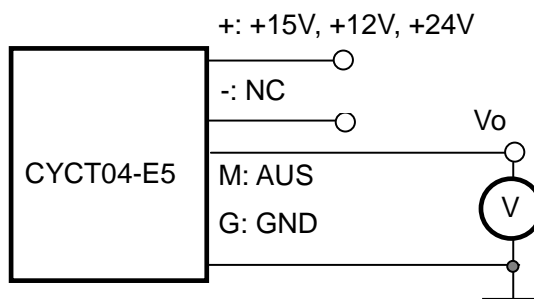 +: +15V, +12V, +24V
-: NC
Vo
CYCT04-E5
M: AUS
V
G: GND